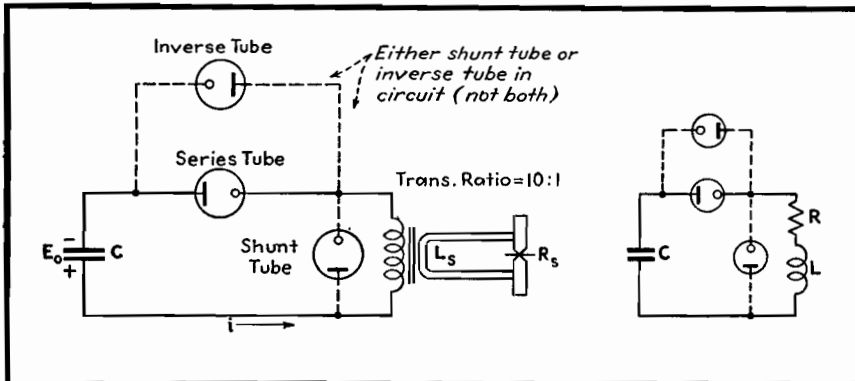 Inverse Tube
Either shunt tube or
inverse tube in
circuit (not both)
Series Tube
Trans. Ratio=10:1
E₀ − + C
Shunt
Tube
Lₛ
Rₛ
i
C
R
L